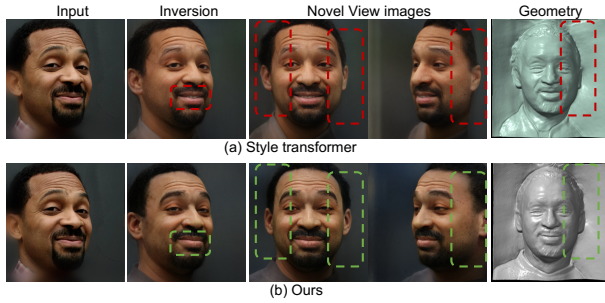 Input Inversion Novel View images Geometry
(a) Style transformer
(b) Ours